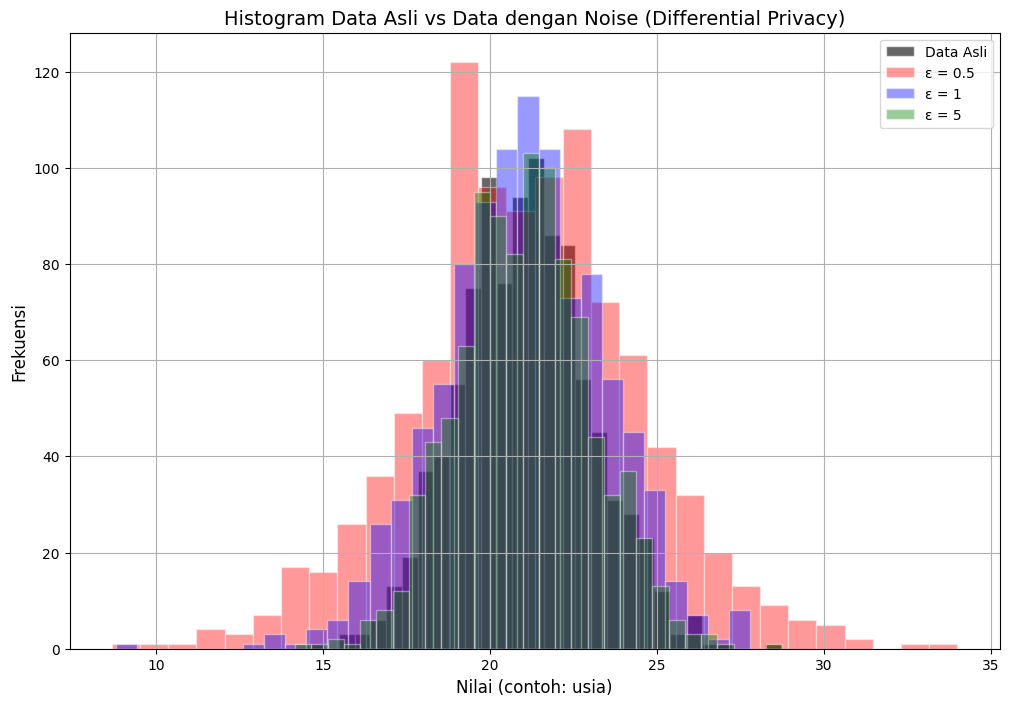 Histogram Data Asli vs Data dengan Noise (Differential Privacy)
Data Asli
ε = 0.5
ε = 1
ε = 5
Frekuensi
120
100
80
60
40
20
0
10
15
20
25
30
35
Nilai (contoh: usia)